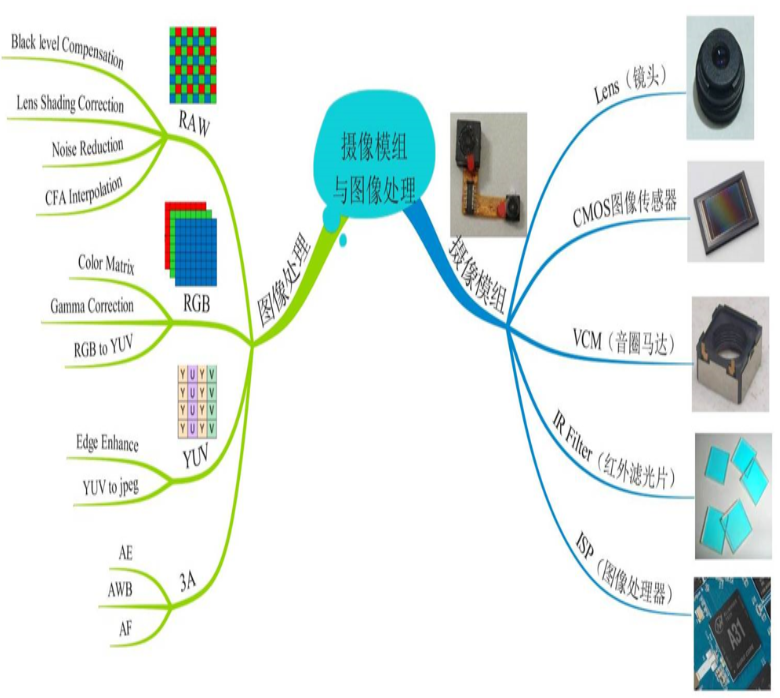 摄像模组
与图像处理
图像处理
RAW
Black level Compensation
Lens Shading Correction
Noise Reduction
CFA Interpolation
RGB
Color Matrix
Gamma Correction
RGB to YUV
YUV
Y U Y V
Y U Y V
Y U Y V
Y U Y V
Edge Enhance
YUV to jpeg
3A
AE
AWB
AF
摄像模组
Lens（镜头）
CMOS图像传感器
VCM（音圈马达）
IR Filter（红外滤光片）
ISP（图像处理器）
A31